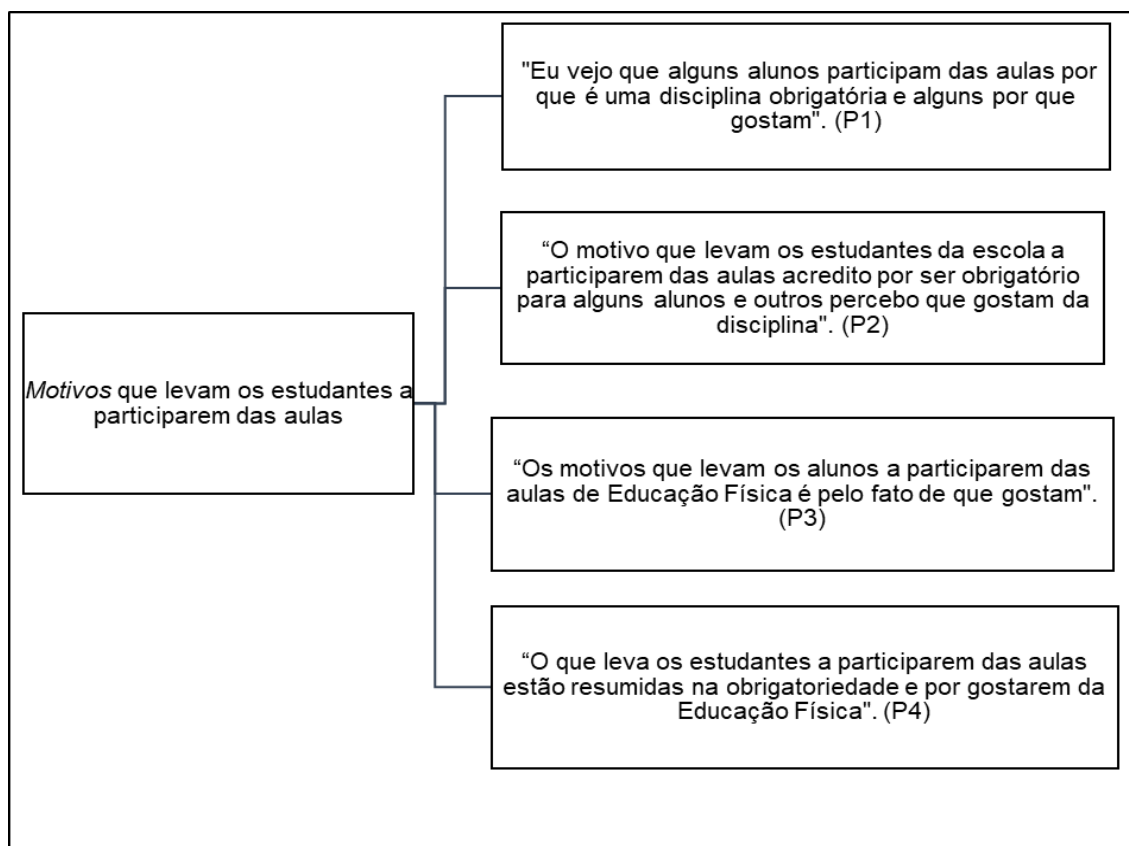 Motivos que levam os estudantes a
participarem das aulas
"Eu vejo que alguns alunos participam das aulas por
que é uma disciplina obrigatória e alguns por que
gostam". (P1)
“O motivo que levam os estudantes da escola a
participarem das aulas acredito por ser obrigatório
para alguns alunos e outros percebo que gostam da
disciplina". (P2)
“Os motivos que levam os alunos a participarem das
aulas de Educação Física é pelo fato de que gostam".
(P3)
“O que leva os estudantes a participarem das aulas
estão resumidas na obrigatoriedade e por gostarem da
Educação Física". (P4)